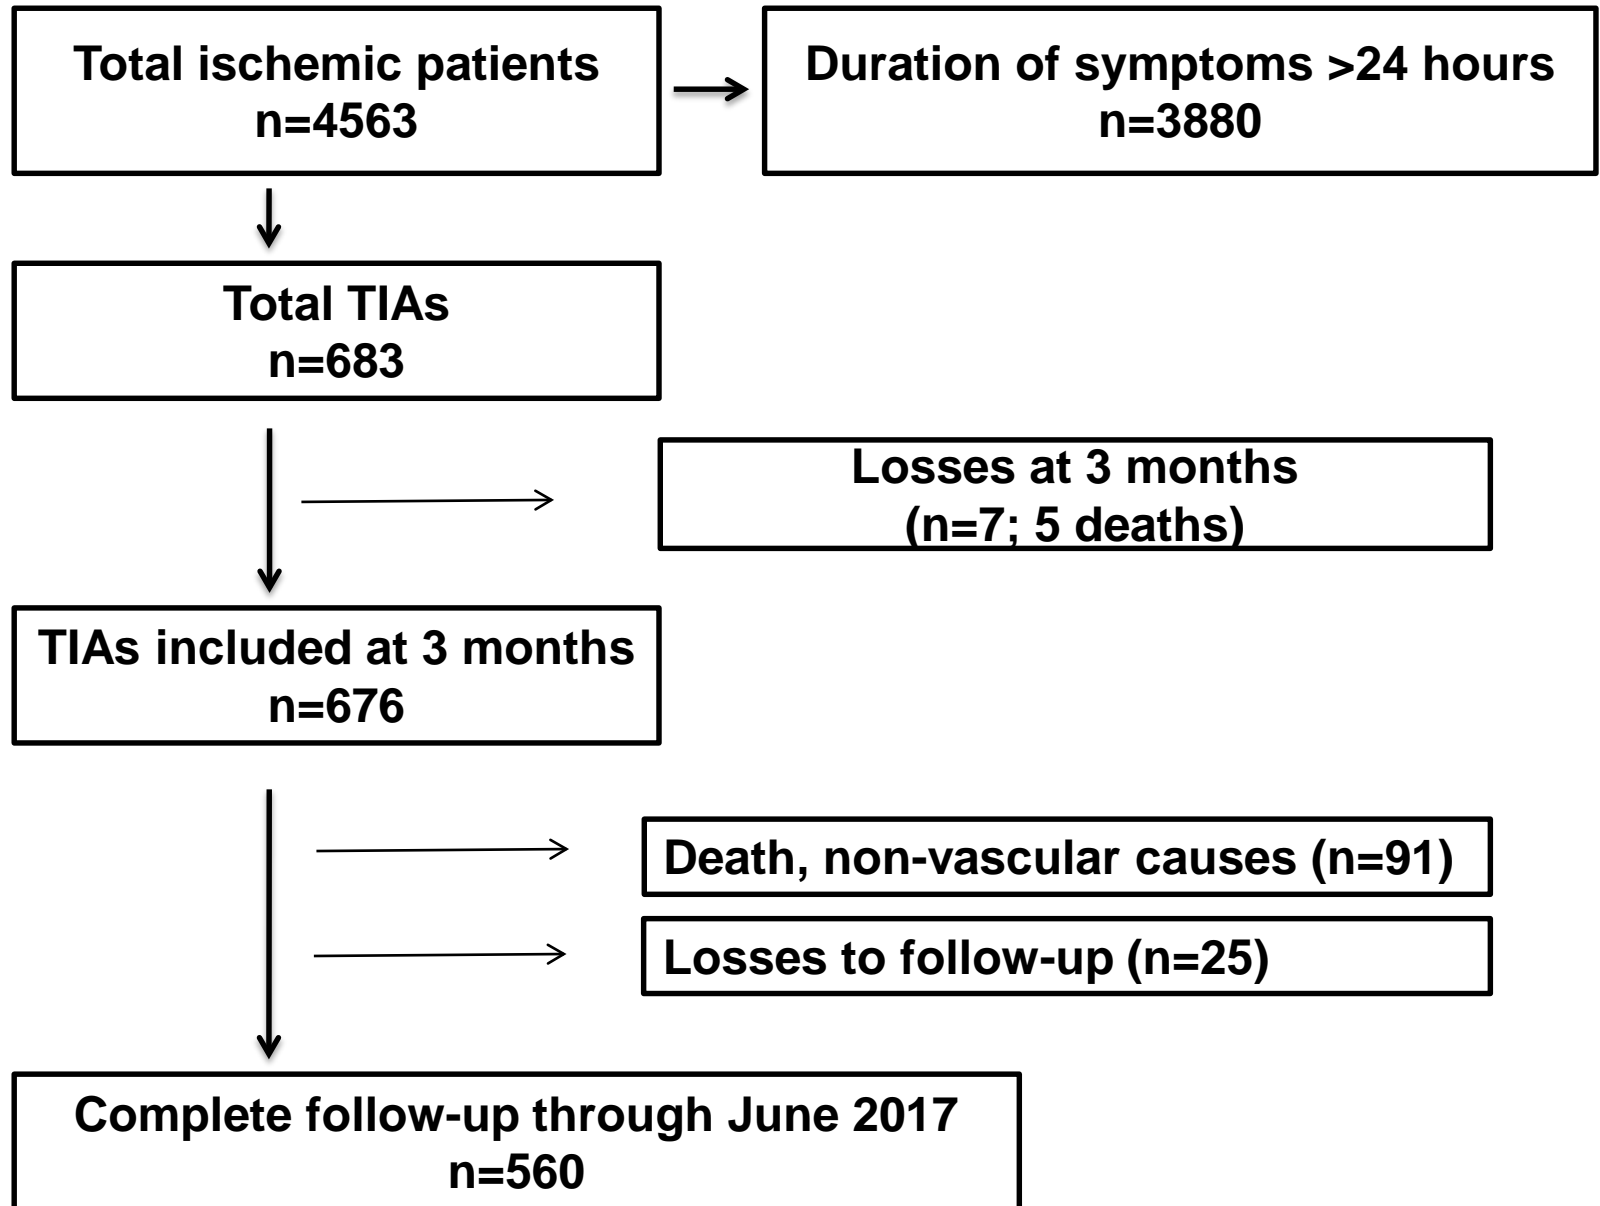 Total ischemic patients
n=4563
Duration of symptoms >24 hours
n=3880
Total TIAs
n=683
Losses at 3 months
(n=7; 5 deaths)
TIAs included at 3 months
n=676
Death, non-vascular causes (n=91)
Losses to follow-up (n=25)
Complete follow-up through June 2017
n=560